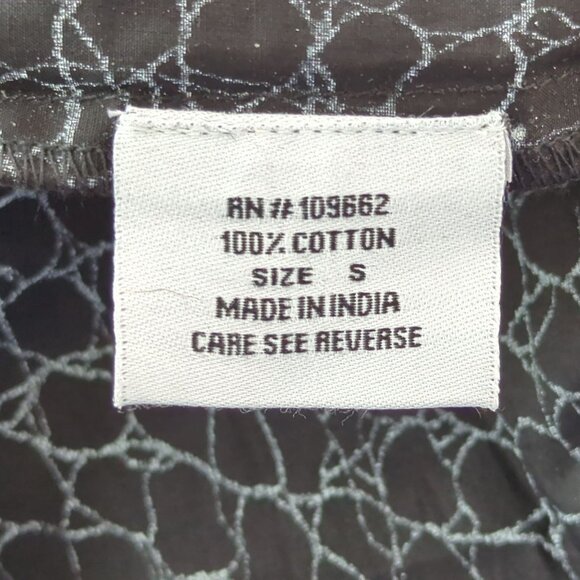 RN# 109662
100% COTTON
SIZE S
MADE IN INDIA
CARE SEE REVERSE